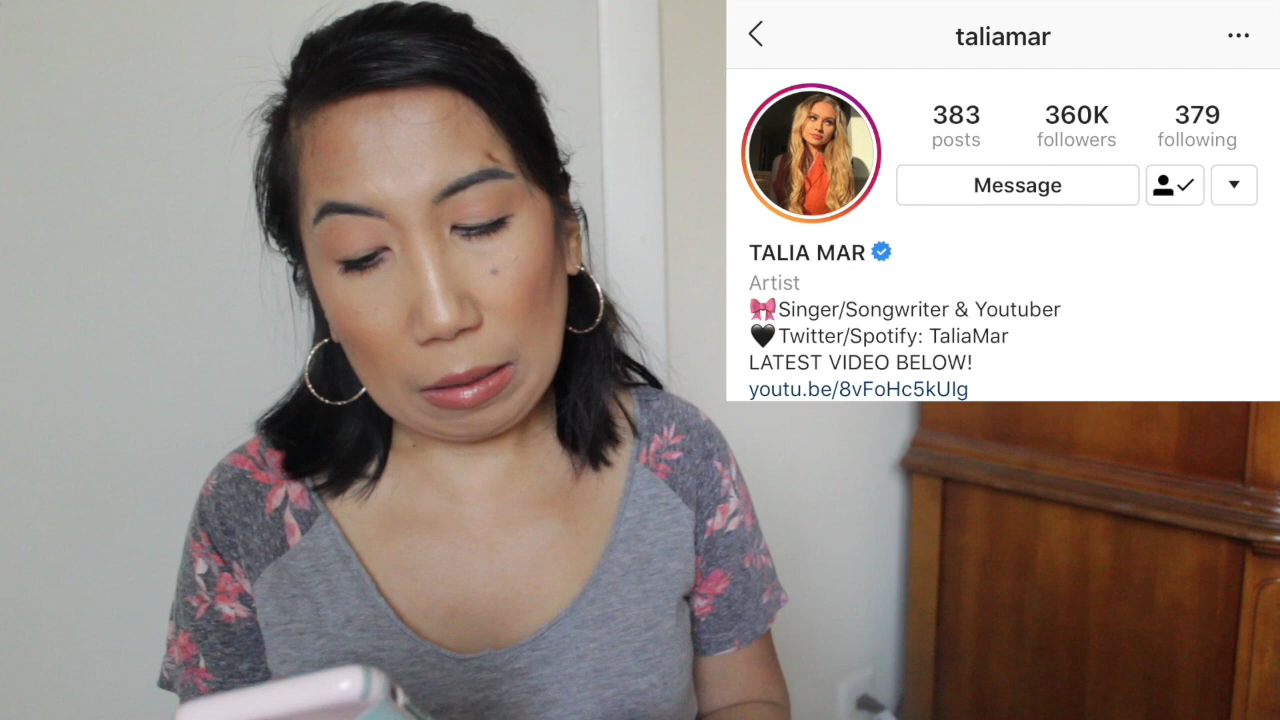 taliamar
383 360K 379
posts followers following
Message
TALIA MAR
Artist
Singer/Songwriter & Youtuber
Twitter/Spotify: TaliaMar
LATEST VIDEO BELOW!
youtu.be/8vFoHc5kUIg